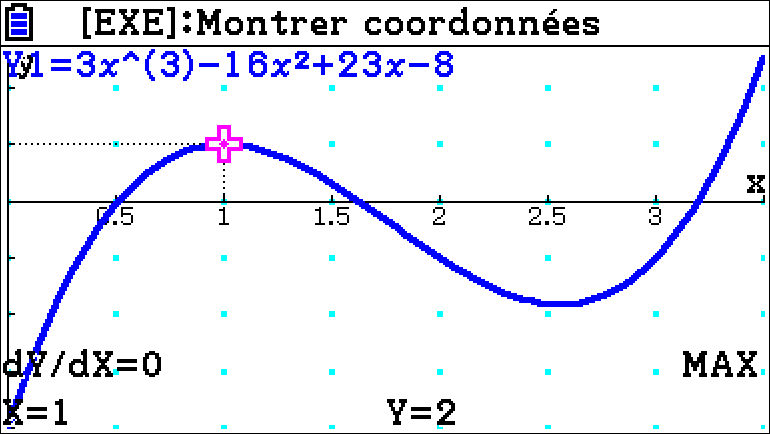 [EXE]:Montrer coordonnées
Y1=3x^(3)-16x²+23x-8
y
x
0.5 1 1.5 2 2.5 3
dY/dX=0 MAX
X=1 Y=2